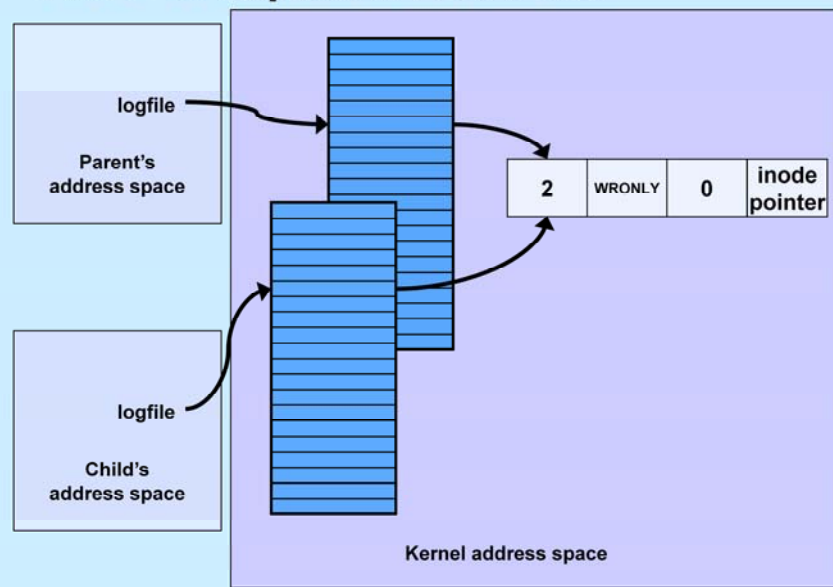 logfile
Parent's
address space
2
WRONLY
0
inode
pointer
logfile
Child's
address space
Kernel address space